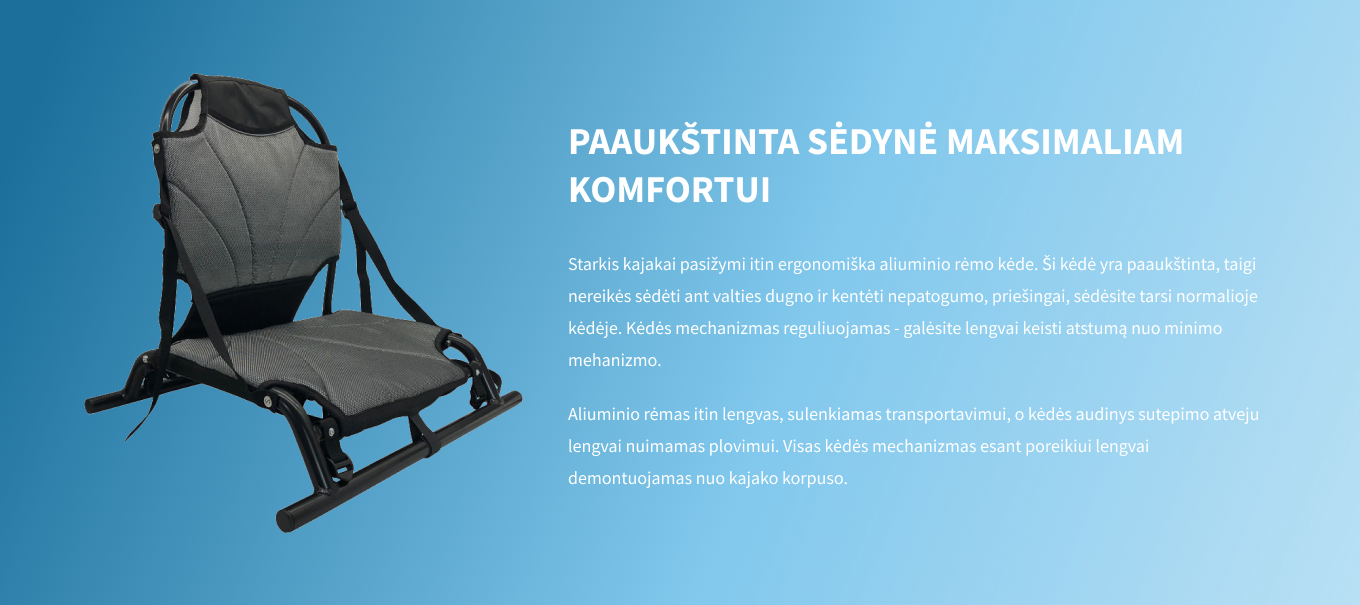 PAAUKŠTINTA SĖDYNĖ MAKSIMALIAM
KOMFORTUI
Starkis kajakai pasižymi itin ergonomiška aliuminio rėmo kėde. Ši kėdė yra paaukštinta, taigi
nereikės sėdėti ant valties dugno ir kentėti nepatogumo, priešingai, sėdėsite tarsi normalioje
kėdėje. Kėdės mechanizmas reguliuojamas - galėsite lengvai keisti atstumą nuo minimo
mehanizmo.
Aliuminio rėmas itin lengvas, sulenkiamas transportavimui, o kėdės audinys sutepimo atveju
lengvai nuimamas plovimui. Visas kėdės mechanizmas esant poreikiui lengvai
demontuojamas nuo kajako korpuso.